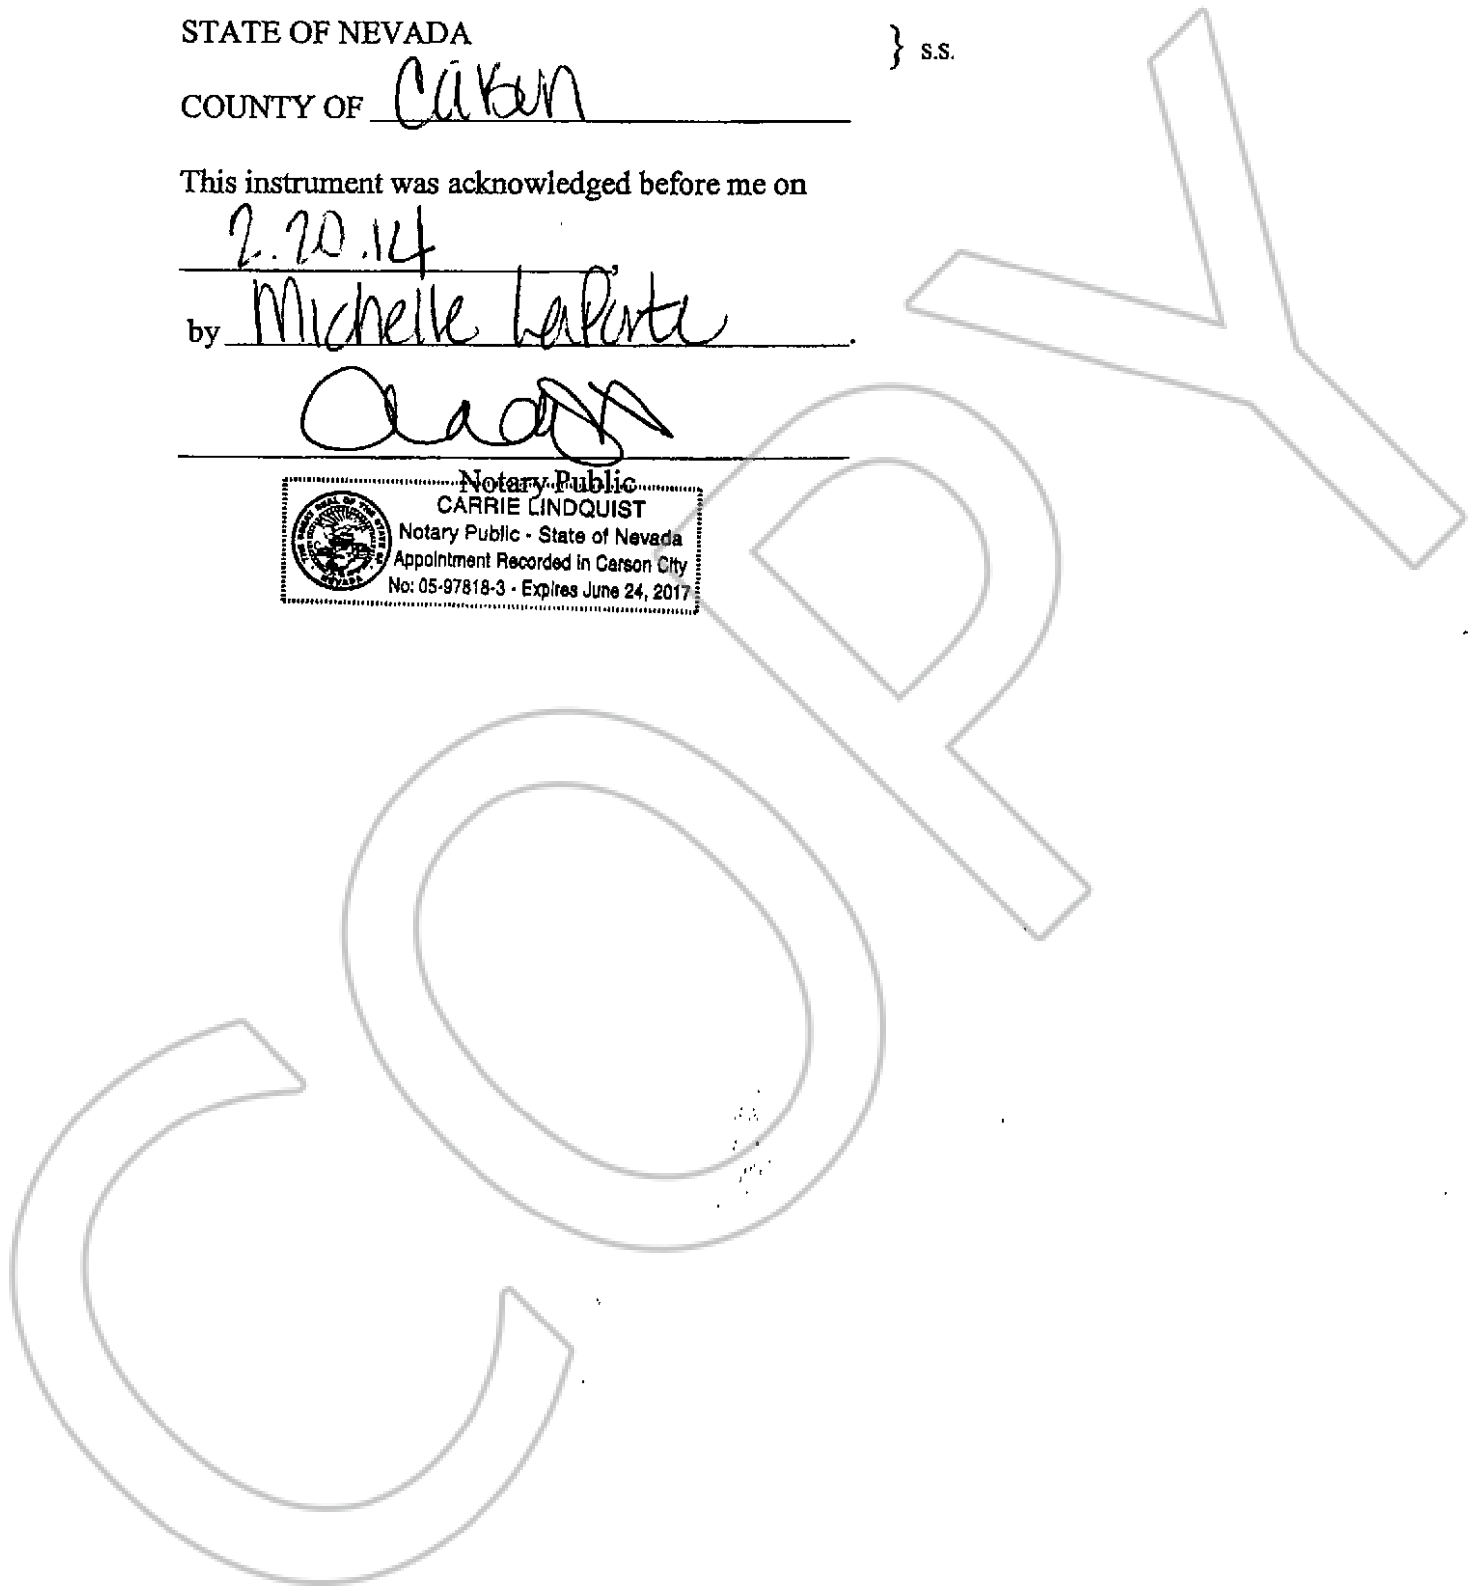 STATE OF NEVADA } s.s.
COUNTY OF Carson
This instrument was acknowledged before me on
2.20.14,
by Michelle LaPorte.
Notary Public
CARRIE LINDQUIST
Notary Public - State of Nevada
Appointment Recorded in Carson City
No: 05-97818-3 - Expires June 24, 2017
COPY